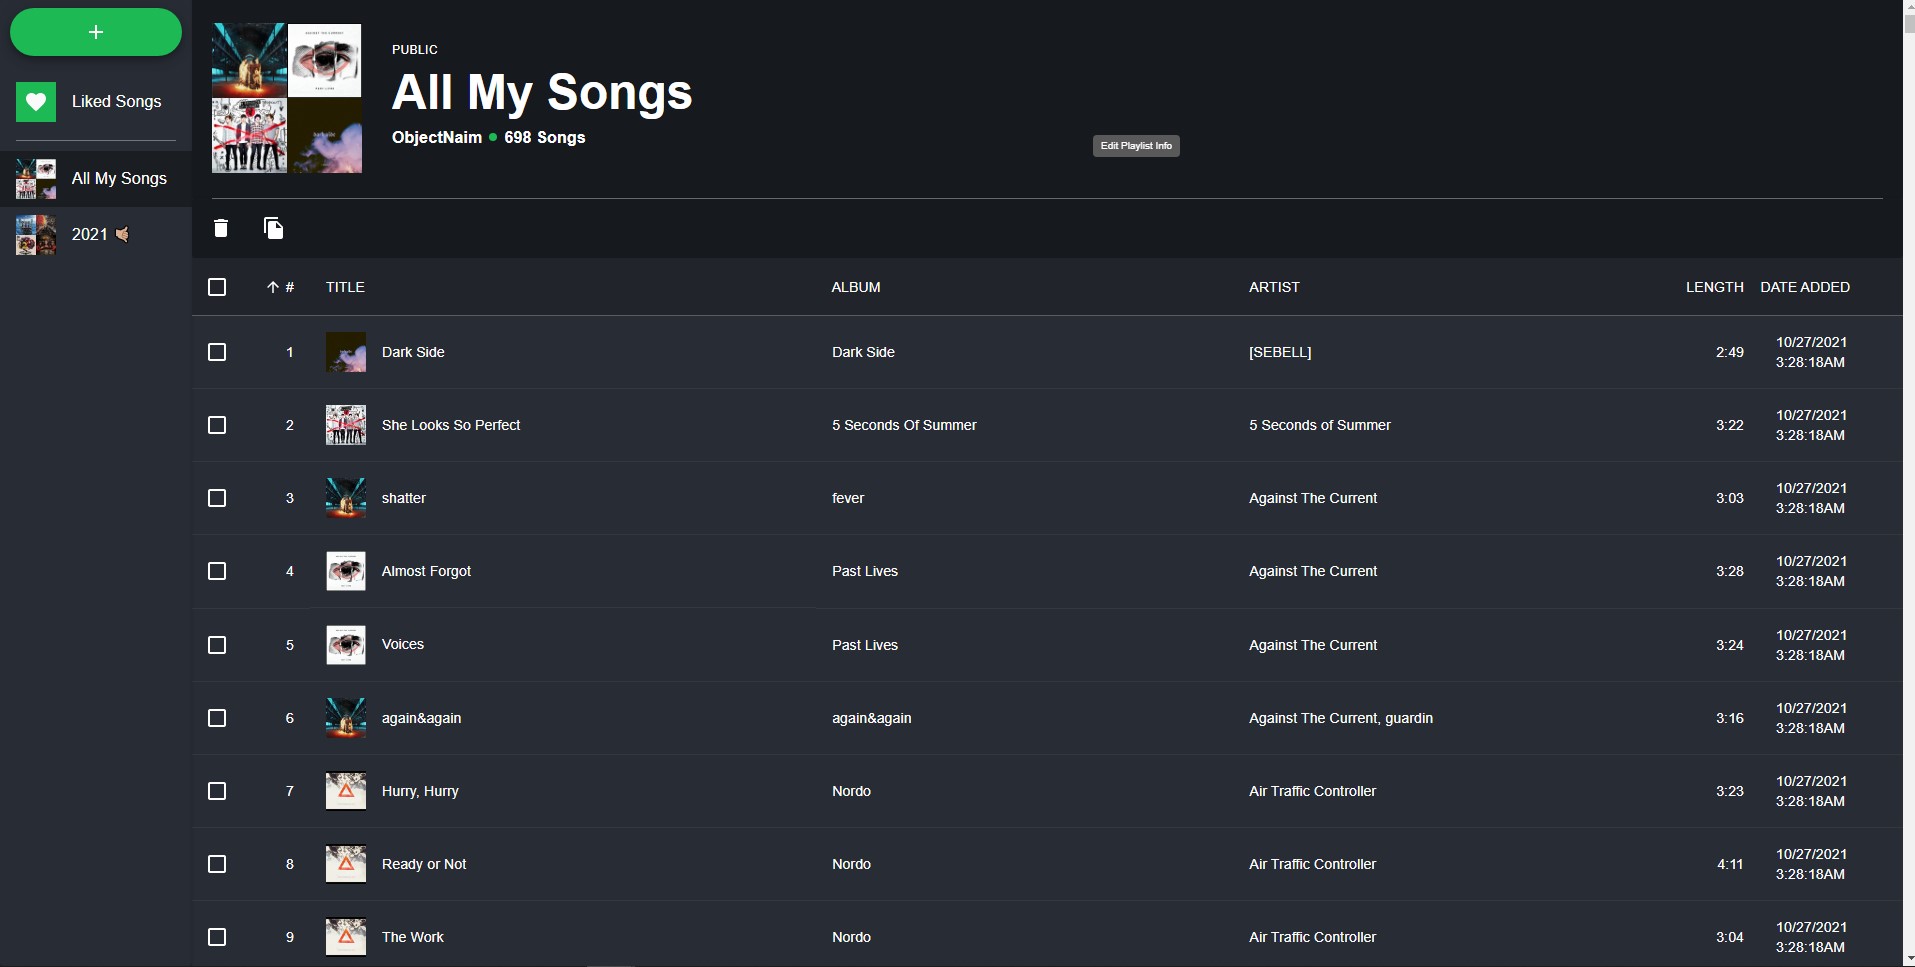 +
Liked Songs
All My Songs
2021
PUBLIC
All My Songs
ObjectNaim ● 698 Songs
Edit Playlist Info
# TITLE ALBUM ARTIST LENGTH DATE ADDED
1 Dark Side Dark Side [SEBELL] 2:49 10/27/2021
3:28:18AM
2 She Looks So Perfect 5 Seconds Of Summer 5 Seconds of Summer 3:22 10/27/2021
3:28:18AM
3 shatter fever Against The Current 3:03 10/27/2021
3:28:18AM
4 Almost Forgot Past Lives Against The Current 3:28 10/27/2021
3:28:18AM
5 Voices Past Lives Against The Current 3:24 10/27/2021
3:28:18AM
6 again&again again&again Against The Current, guardin 3:16 10/27/2021
3:28:18AM
7 Hurry, Hurry Nordo Air Traffic Controller 3:23 10/27/2021
3:28:18AM
8 Ready or Not Nordo Air Traffic Controller 4:11 10/27/2021
3:28:18AM
9 The Work Nordo Air Traffic Controller 3:04 10/27/2021
3:28:18AM